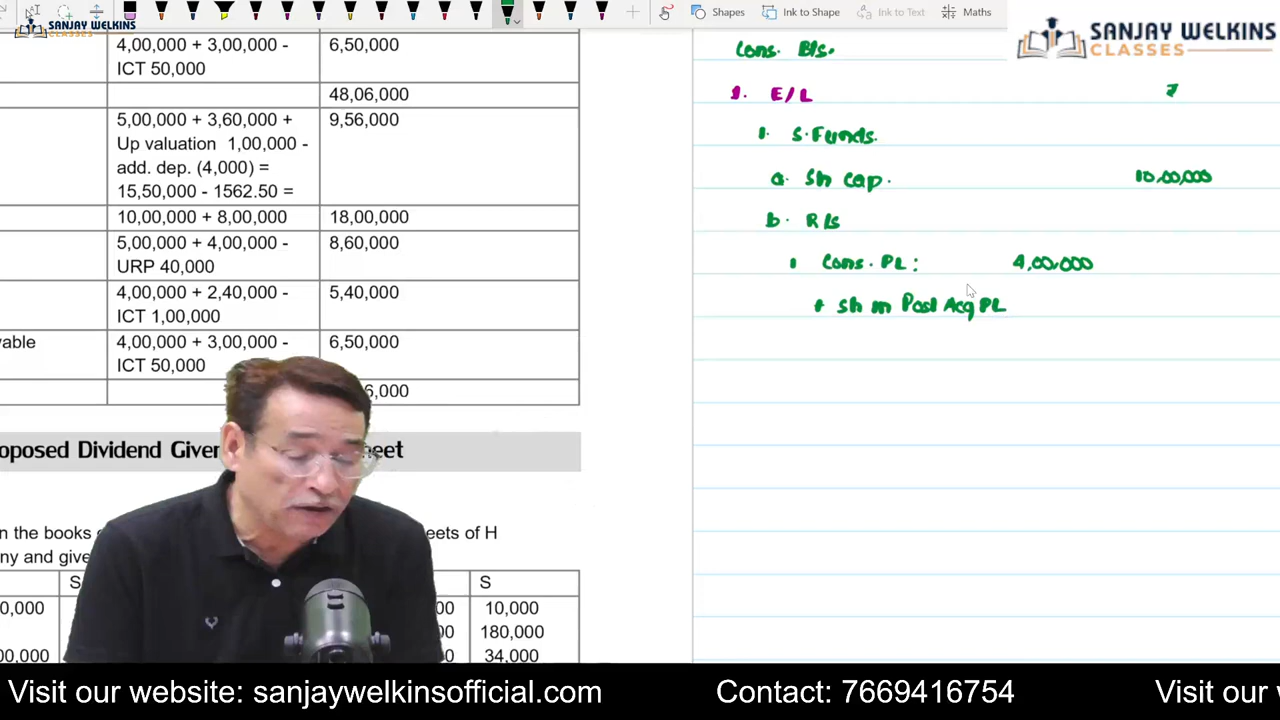 Shapes Ink to Shape Ink to Text Maths
SANJAY WELKINS
CLASSES
SANJAY WELKINS
CLASSES
4,00,000 + 3,00,000 - 6,50,000
ICT 50,000
48,06,000
5,00,000 + 3,60,000 + 9,56,000
Up valuation 1,00,000 -
add. dep. (4,000) =
15,50,000 - 1562.50 =
10,00,000 + 8,00,000 18,00,000
5,00,000 + 4,00,000 - 8,60,000
URP 40,000
4,00,000 + 2,40,000 - 5,40,000
ICT 1,00,000
vable 4,00,000 + 3,00,000 - 6,50,000
ICT 50,000
6,000
oposed Dividend Given eet
n the books eets of H
ny and give
S S
0,000 00 10,000
00 180,000
00,000 34,000
Cons. B/s.
1. E/L ₹
1. S. Funds.
a. Sh Cap. 10,00,000
b. R/s
1 Cons. PL: 4,00,000
+ Sh in Post Acq PL
Visit our website: sanjaywelkinsofficial.com Contact: 7669416754 Visit our